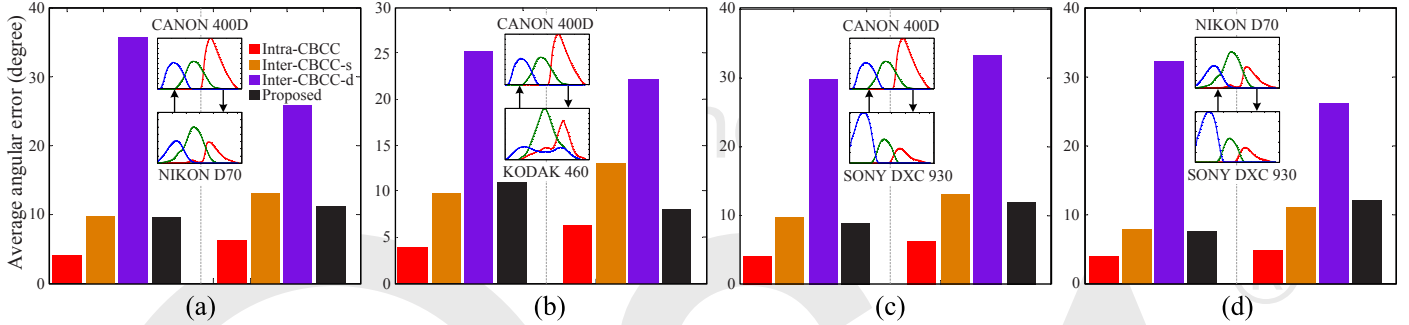 Average angular error (degree)
40
30
20
10
0
CANON 400D
NIKON D70
Intra-CBCC
Inter-CBCC-s
Inter-CBCC-d
Proposed
(a)
30
25
20
15
10
5
0
CANON 400D
KODAK 460
(b)
40
30
20
10
0
CANON 400D
SONY DXC 930
(c)
40
30
20
10
0
NIKON D70
SONY DXC 930
(d)
®